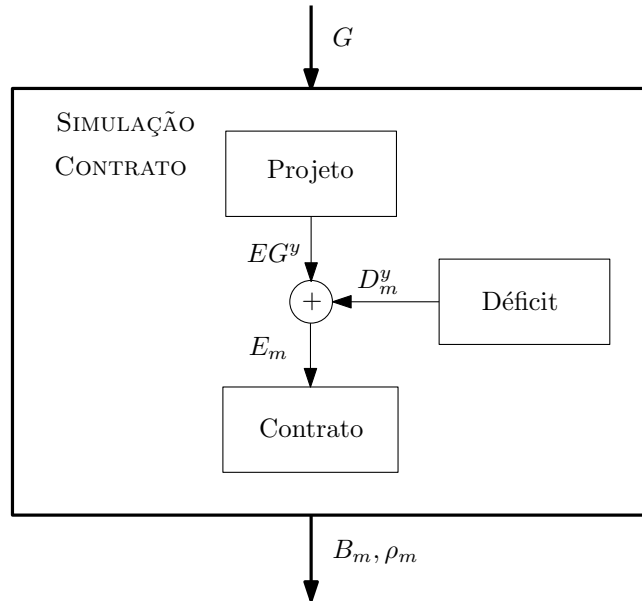 G
SIMULAÇÃO
CONTRATO
Projeto
EG^y
D_m^y
+
Déficit
E_m
Contrato
B_m, ρ_m